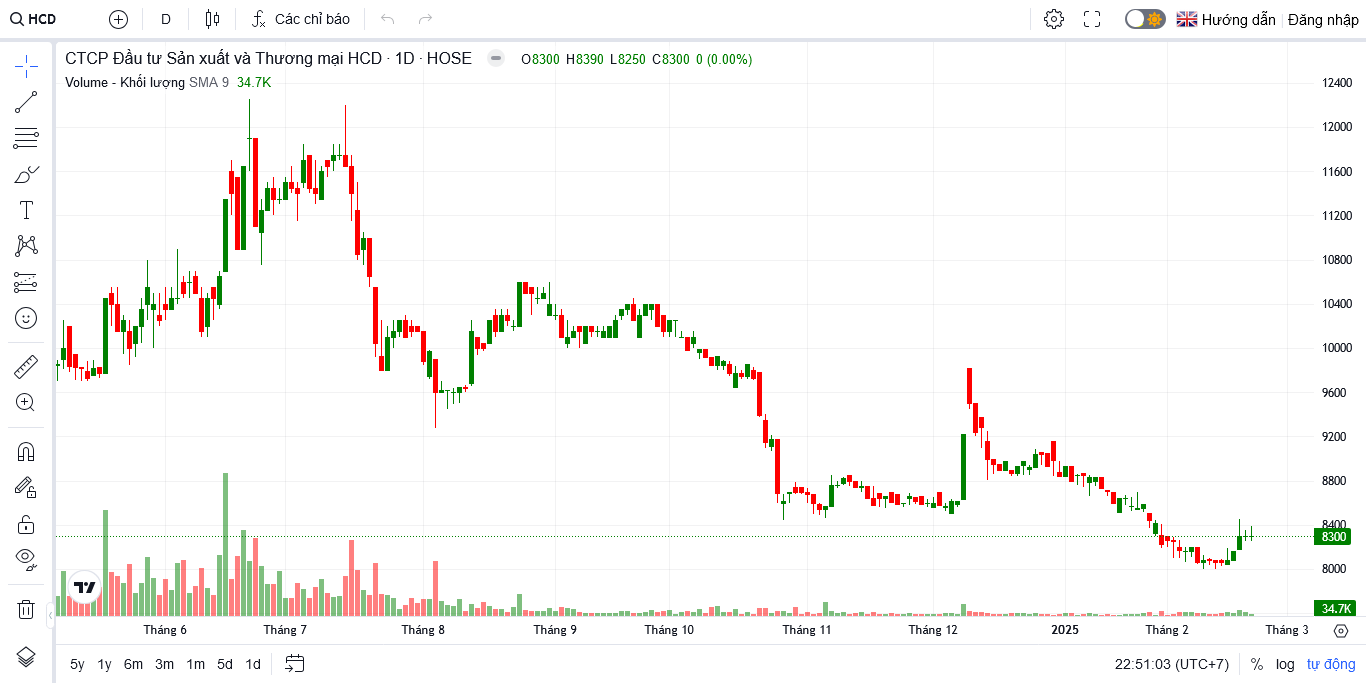 HCD D Các chỉ báo Hướng dẫn Đăng nhập
CTCP Đầu tư Sản xuất và Thương mại HCD · 1D · HOSE O8300 H8390 L8250 C8300 0 (0.00%)
Volume - Khối lượng SMA 9 34.7K
12400
12000
11600
11200
10800
10400
10000
9600
9200
8800
8400
8300
8000
34.7K
Tháng 6 Tháng 7 Tháng 8 Tháng 9 Tháng 10 Tháng 11 Tháng 12 2025 Tháng 2 Tháng 3
5y 1y 6m 3m 1m 5d 1d 22:51:03 (UTC+7) % log tự động